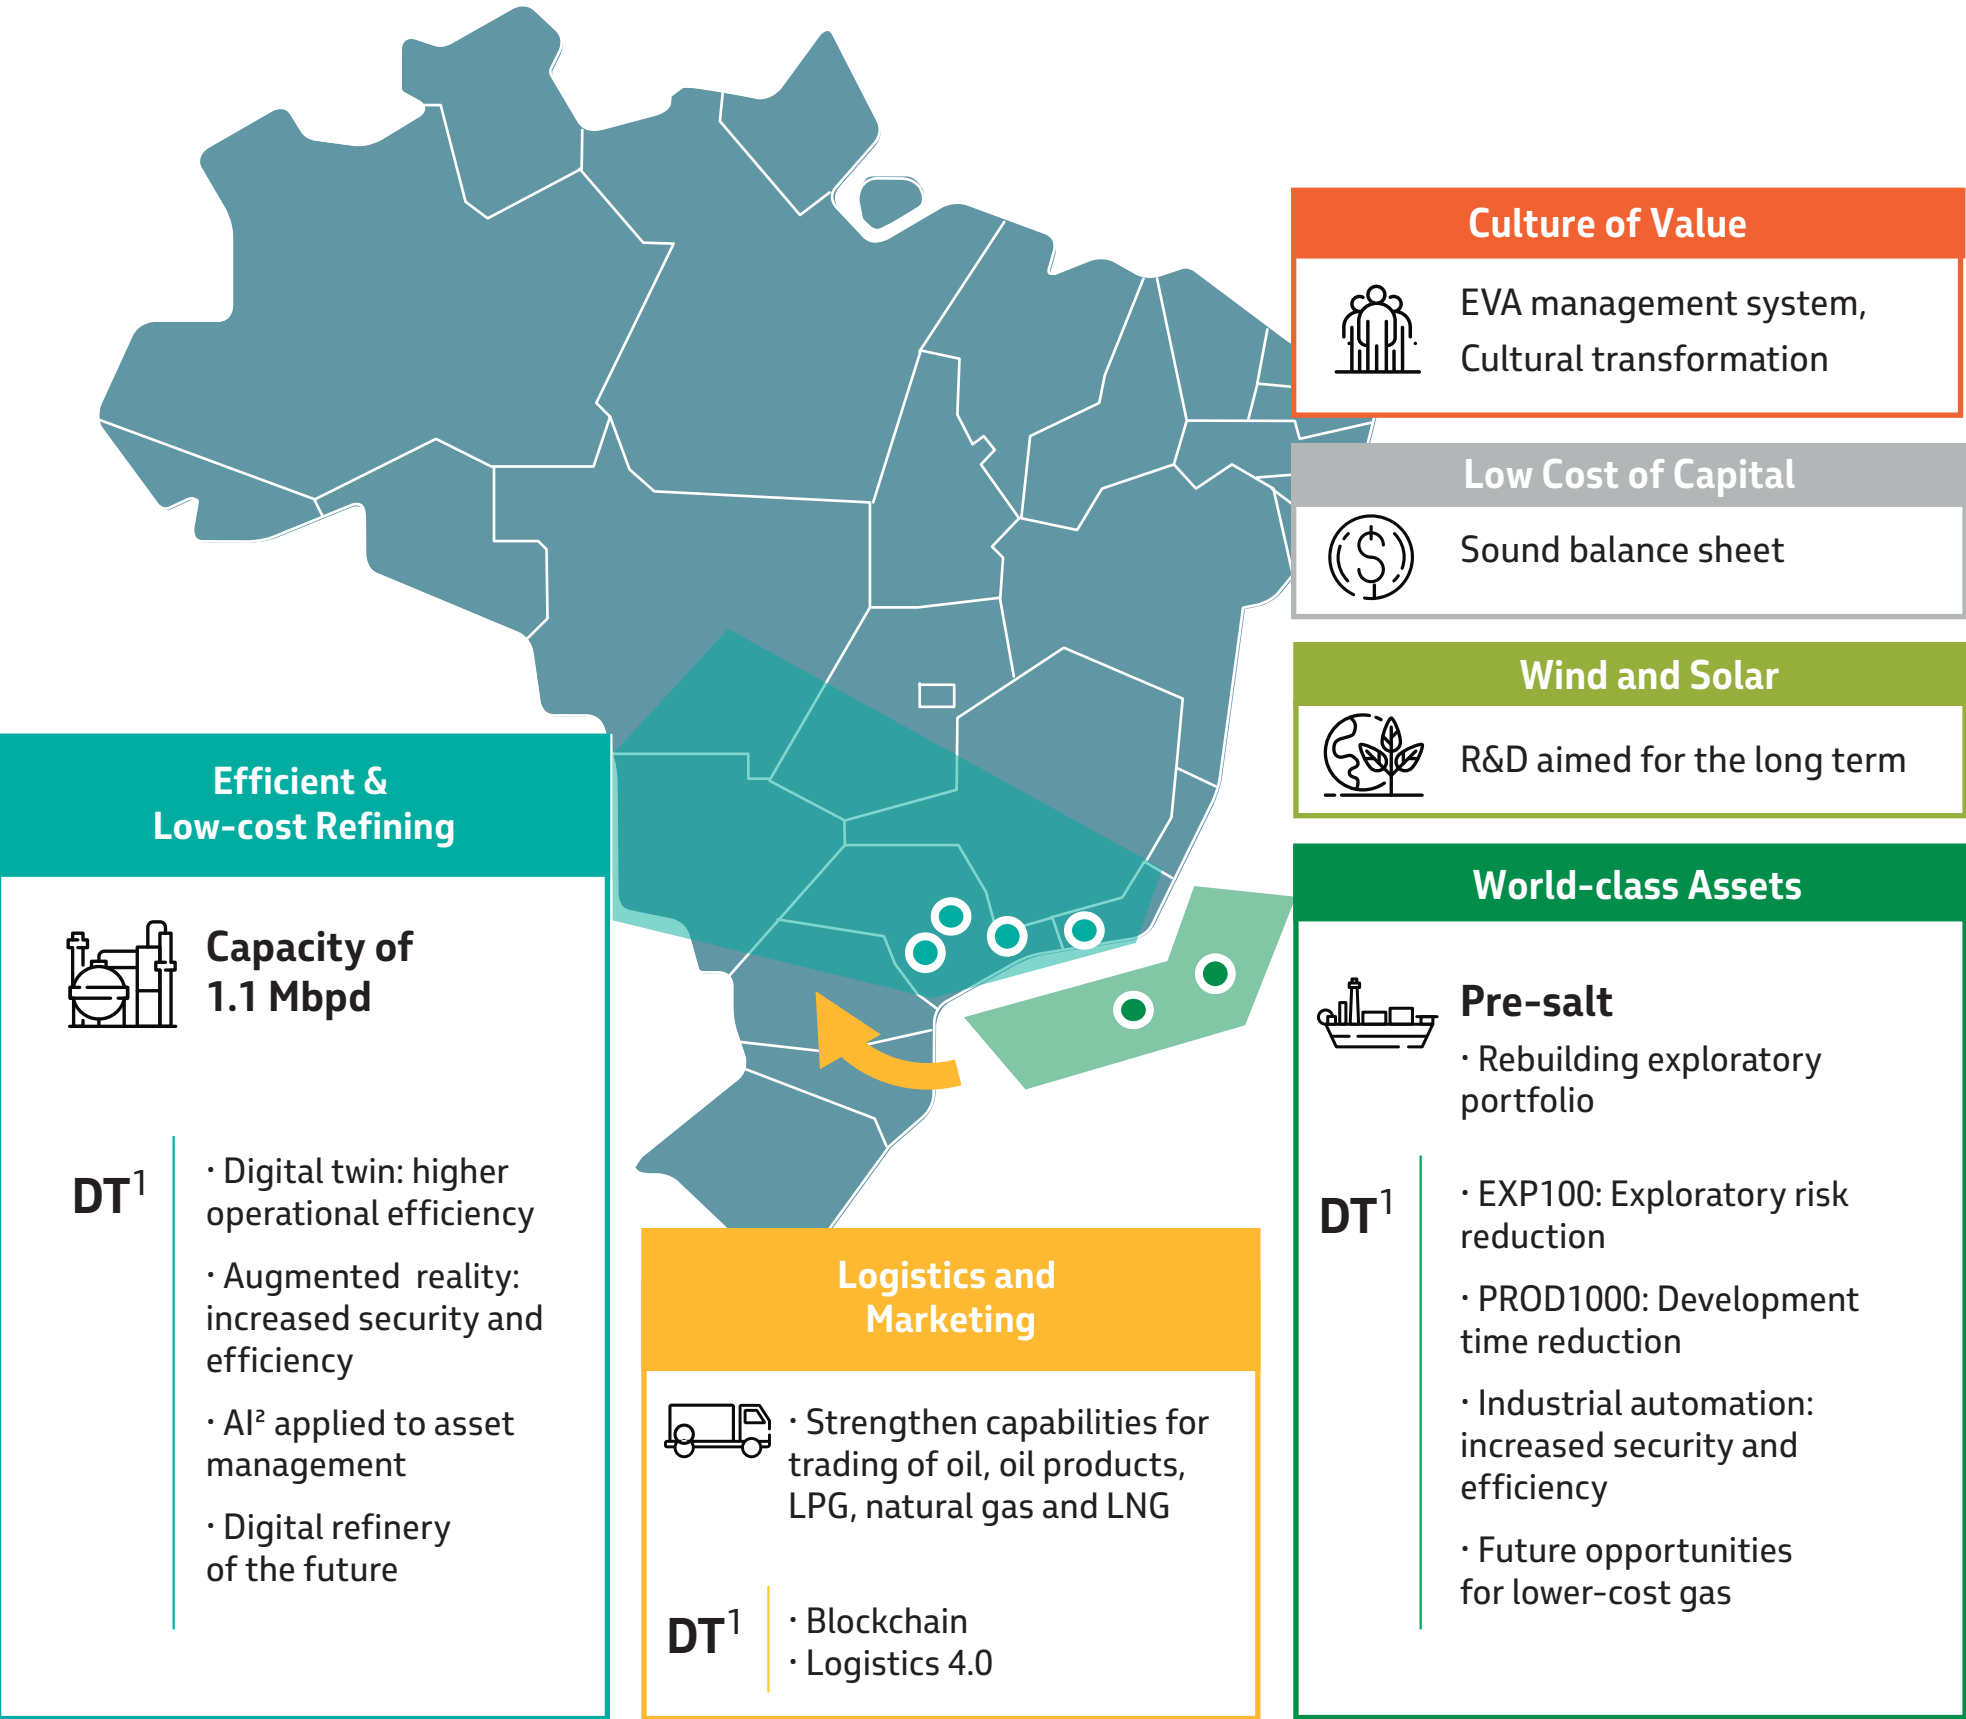 Culture of Value
EVA management system,
Cultural transformation
Low Cost of Capital
Sound balance sheet
Wind and Solar
R&D aimed for the long term
Efficient &
Low-cost Refining
Capacity of
1.1 Mbpd
DT¹
· Digital twin: higher
operational efficiency
· Augmented reality:
increased security and
efficiency
· AI² applied to asset
management
· Digital refinery
of the future
Logistics and
Marketing
· Strengthen capabilities for
trading of oil, oil products,
LPG, natural gas and LNG
DT¹
· Blockchain
· Logistics 4.0
World-class Assets
Pre-salt
· Rebuilding exploratory
portfolio
DT¹
· EXP100: Exploratory risk
reduction
· PROD1000: Development
time reduction
· Industrial automation:
increased security and
efficiency
· Future opportunities
for lower-cost gas